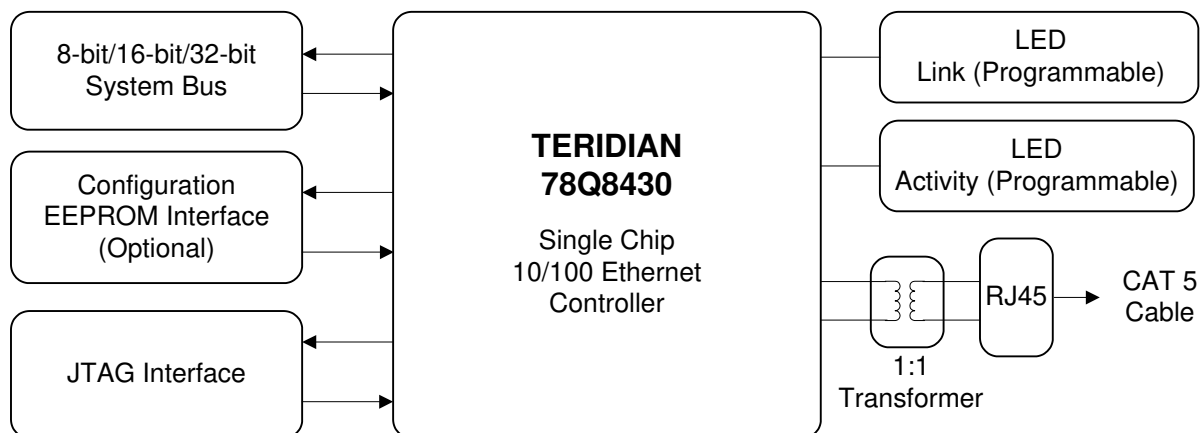 8-bit/16-bit/32-bit
System Bus
Configuration
EEPROM Interface
(Optional)
JTAG Interface
TERIDIAN
78Q8430
Single Chip
10/100 Ethernet
Controller
LED
Link (Programmable)
LED
Activity (Programmable)
RJ45
CAT 5
Cable
1:1
Transformer